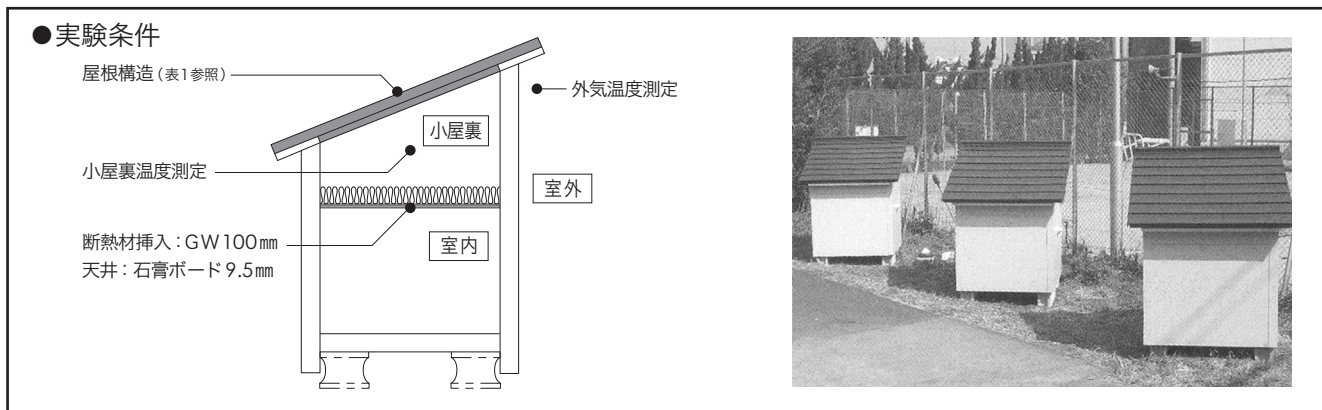 ●実験条件
屋根構造(表1参照)
外気温度測定
小屋裏
小屋裏温度測定
室外
断熱材挿入：GW100㎜
室内
天井：石膏ボード9.5㎜